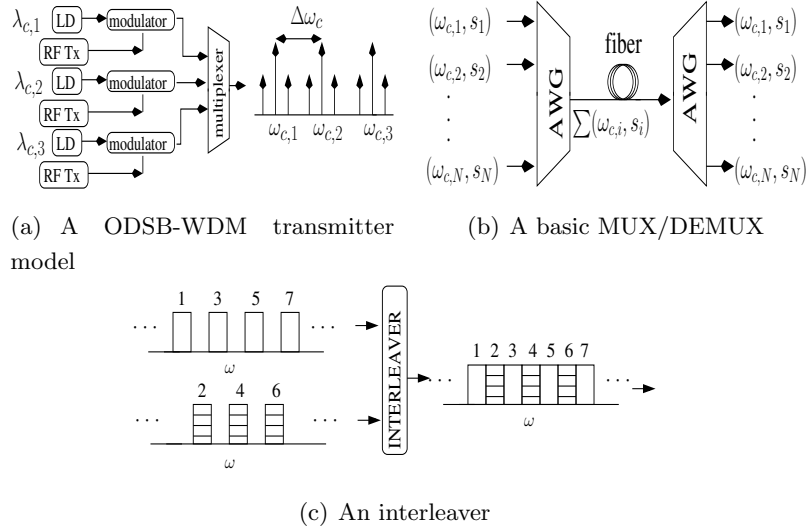 λc,1 LD modulator
RF Tx
λc,2 LD modulator
RF Tx
λc,3 LD modulator
RF Tx
multiplexer
Δωc
ωc,1 ωc,2 ωc,3
(a) A ODSB-WDM transmitter
model
(ωc,1, s1)
(ωc,2, s2)
.
.
.
(ωc,N, sN)
AWG
fiber
∑(ωc,i, si)
AWG
(ωc,1, s1)
(ωc,2, s2)
.
.
.
(ωc,N, sN)
(b) A basic MUX/DEMUX
1 3 5 7
· · · · · ·
ω
2 4 6
· · · · · ·
ω
INTERLEAVER
1 2 3 4 5 6 7
· · · · · ·
ω
(c) An interleaver